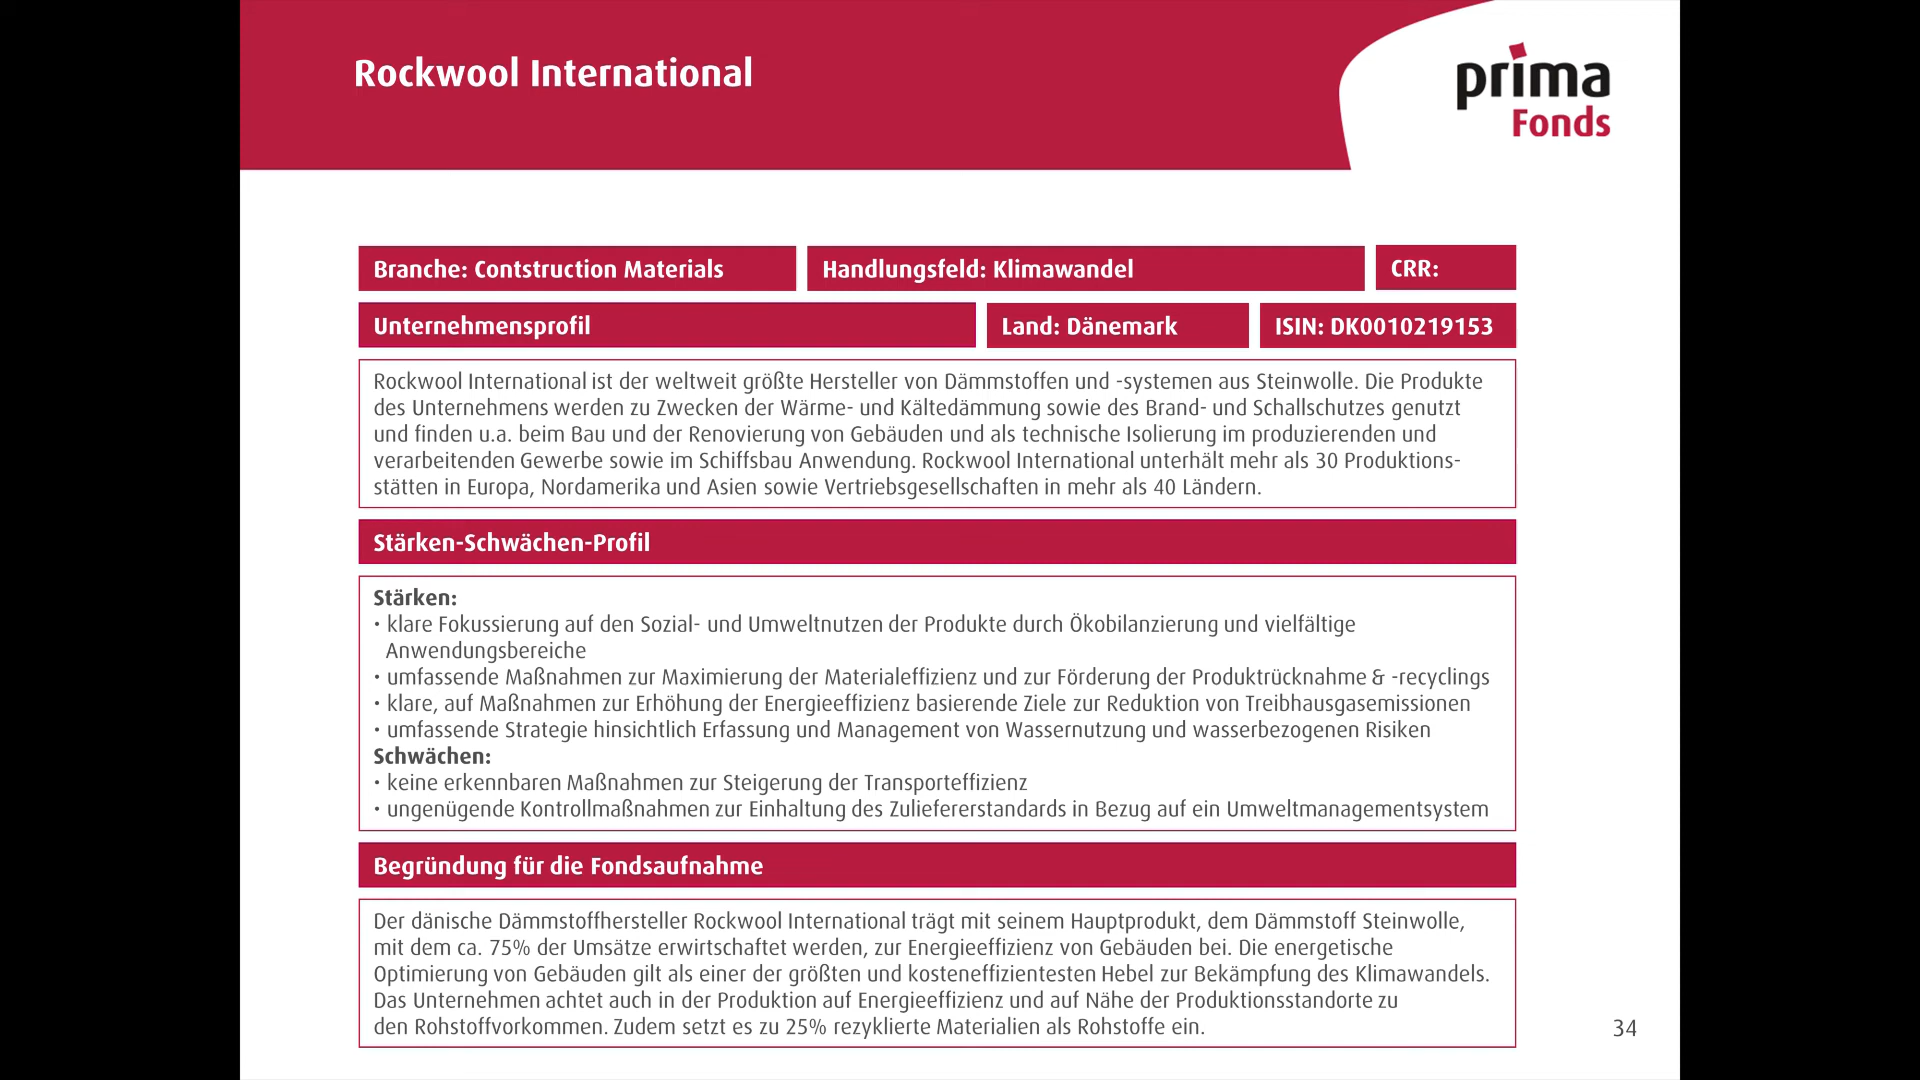 Rockwool International
prima
Fonds
Branche: Contstruction Materials
Handlungsfeld: Klimawandel
CRR:
Unternehmensprofil
Land: Dänemark
ISIN: DK0010219153
Rockwool International ist der weltweit größte Hersteller von Dämmstoffen und -systemen aus Steinwolle. Die Produkte
des Unternehmens werden zu Zwecken der Wärme- und Kältedämmung sowie des Brand- und Schallschutzes genutzt
und finden u.a. beim Bau und der Renovierung von Gebäuden und als technische Isolierung im produzierenden und
verarbeitenden Gewerbe sowie im Schiffsbau Anwendung. Rockwool International unterhält mehr als 30 Produktions-
stätten in Europa, Nordamerika und Asien sowie Vertriebsgesellschaften in mehr als 40 Ländern.
Stärken-Schwächen-Profil
Stärken:
• klare Fokussierung auf den Sozial- und Umweltnutzen der Produkte durch Ökobilanzierung und vielfältige
Anwendungsbereiche
• umfassende Maßnahmen zur Maximierung der Materialeffizienz und zur Förderung der Produktrücknahme & -recyclings
• klare, auf Maßnahmen zur Erhöhung der Energieeffizienz basierende Ziele zur Reduktion von Treibhausgasemissionen
• umfassende Strategie hinsichtlich Erfassung und Management von Wassernutzung und wasserbezogenen Risiken
Schwächen:
• keine erkennbaren Maßnahmen zur Steigerung der Transporteffizienz
• ungenügende Kontrollmaßnahmen zur Einhaltung des Zuliefererstandards in Bezug auf ein Umweltmanagementsystem
Begründung für die Fondsaufnahme
Der dänische Dämmstoffhersteller Rockwool International trägt mit seinem Hauptprodukt, dem Dämmstoff Steinwolle,
mit dem ca. 75% der Umsätze erwirtschaftet werden, zur Energieeffizienz von Gebäuden bei. Die energetische
Optimierung von Gebäuden gilt als einer der größten und kosteneffizientesten Hebel zur Bekämpfung des Klimawandels.
Das Unternehmen achtet auch in der Produktion auf Energieeffizienz und auf Nähe der Produktionsstandorte zu
den Rohstoffvorkommen. Zudem setzt es zu 25% rezyklierte Materialien als Rohstoffe ein.
34